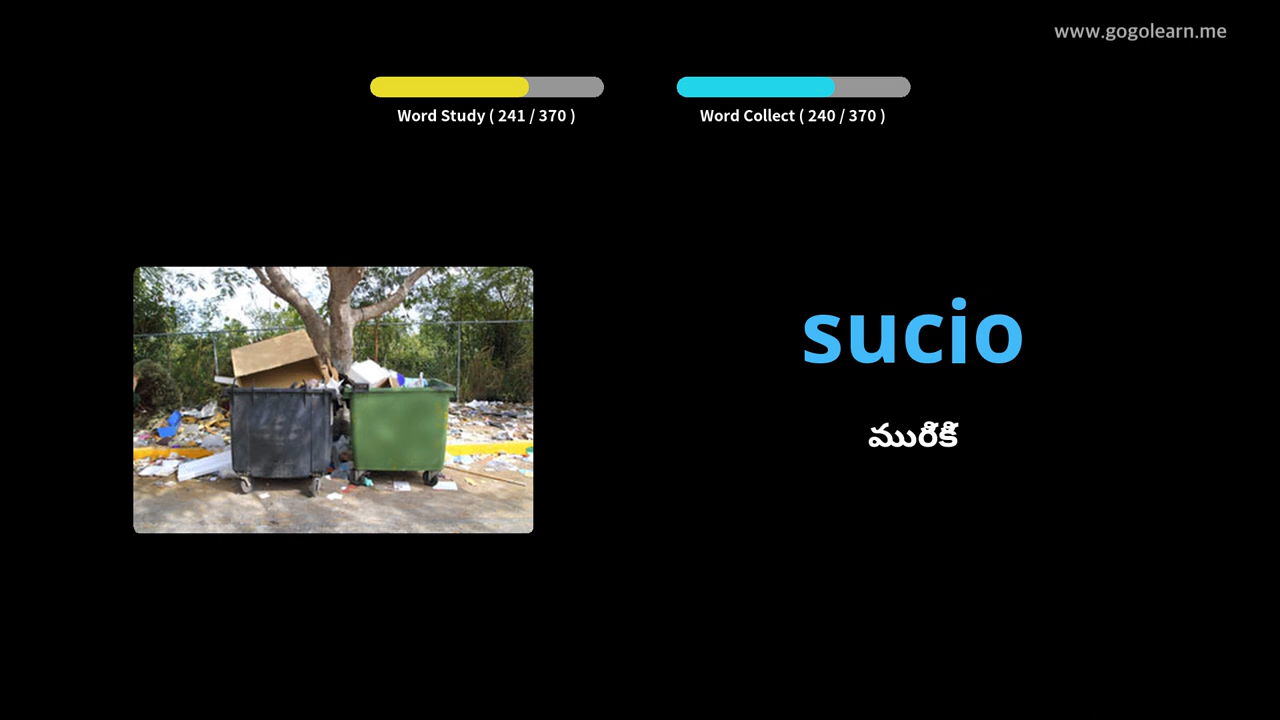 www.gogolearn.me
Word Study ( 241 / 370 )
Word Collect ( 240 / 370 )
sucio
మురికి